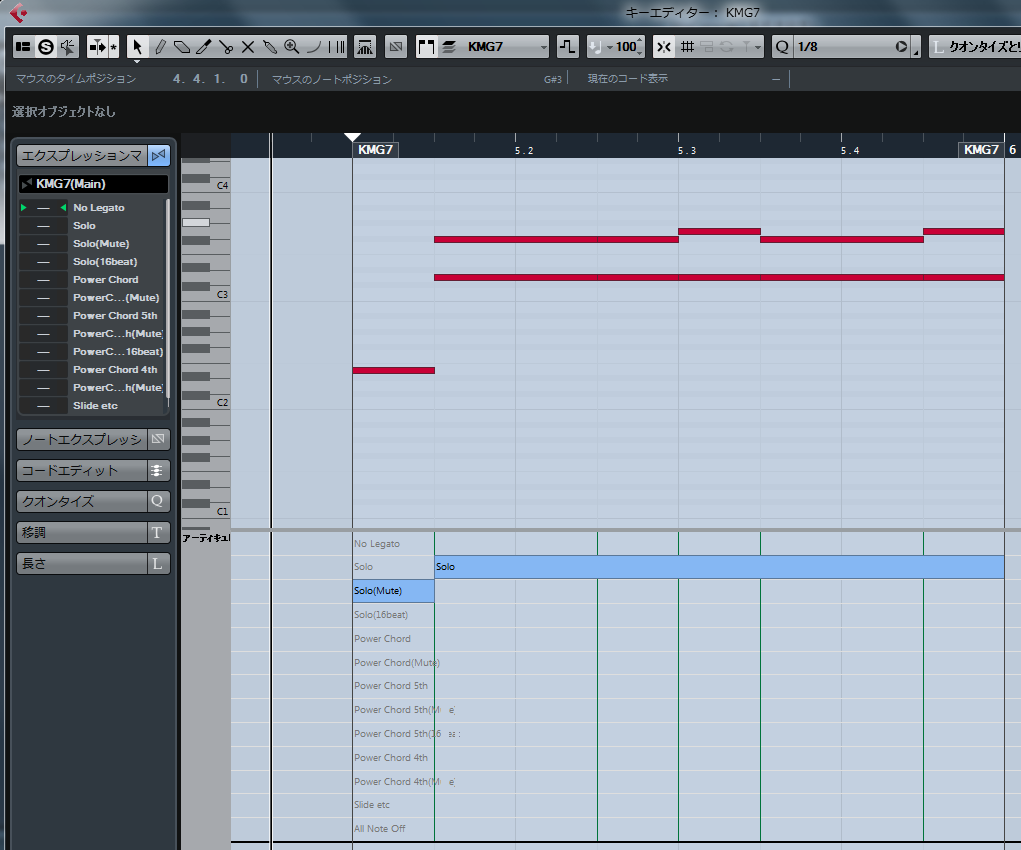 キーエディター： KMG7
S KMG7 100 Q 1/8 L クオンタイズと
マウスのタイムポジション 4. 4. 1. 0 マウスのノートポジション G#3 現在のコード表示 –
選択オブジェクトなし
エクスプレッションマ
KMG7(Main)
— No Legato
— Solo
— Solo(Mute)
— Solo(16beat)
— Power Chord
— PowerC...(Mute)
— Power Chord 5th
— PowerC...h(Mute)
— PowerC...16beat)
— Power Chord 4th
— PowerC...h(Mute)
— Slide etc
ノートエクスプレッシ
コードエディット
クオンタイズ Q
移調 T
長さ L
KMG7 5.2 5.3 5.4 KMG7 6
C4
C3
C2
C1
アーティキュ
No Legato
Solo Solo
Solo(Mute)
Solo(16beat)
Power Chord
Power Chord(Mute)
Power Chord 5th
Power Chord 5th(M e)
Power Chord 5th(16
Power Chord 4th
Power Chord 4th(M e)
Slide etc
All Note Off